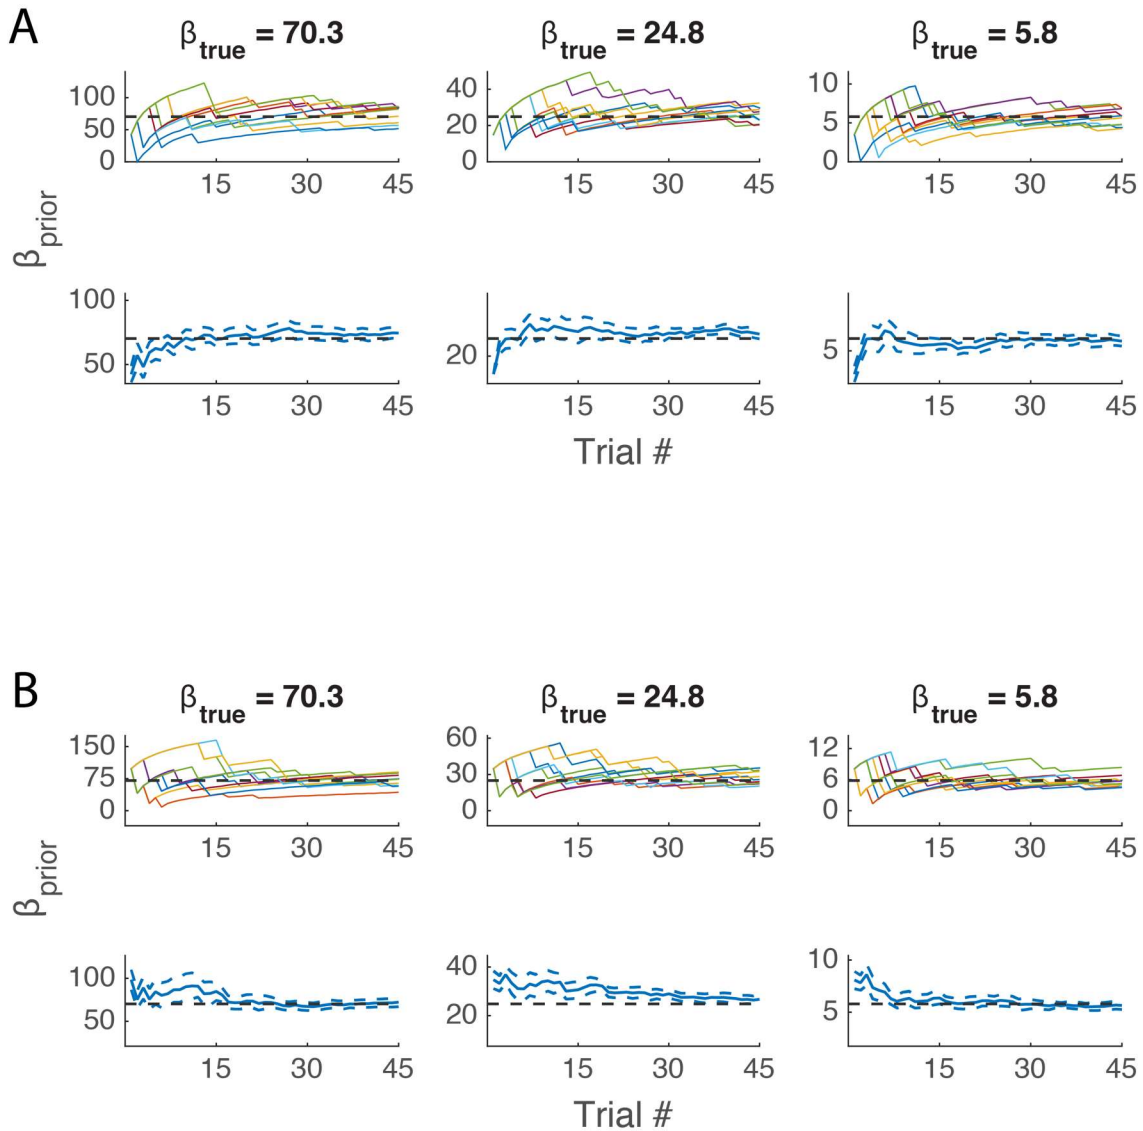 A
βtrue = 70.3 βtrue = 24.8 βtrue = 5.8
100 50 0 15 30 45
40 20 0 15 30 45
10 5 0 15 30 45
βprior
100 50 15 30 45
20 15 30 45
5 15 30 45
Trial #
B
βtrue = 70.3 βtrue = 24.8 βtrue = 5.8
150 75 0 15 30 45
60 30 0 15 30 45
12 6 0 15 30 45
βprior
100 50 15 30 45
40 20 15 30 45
10 5 15 30 45
Trial #